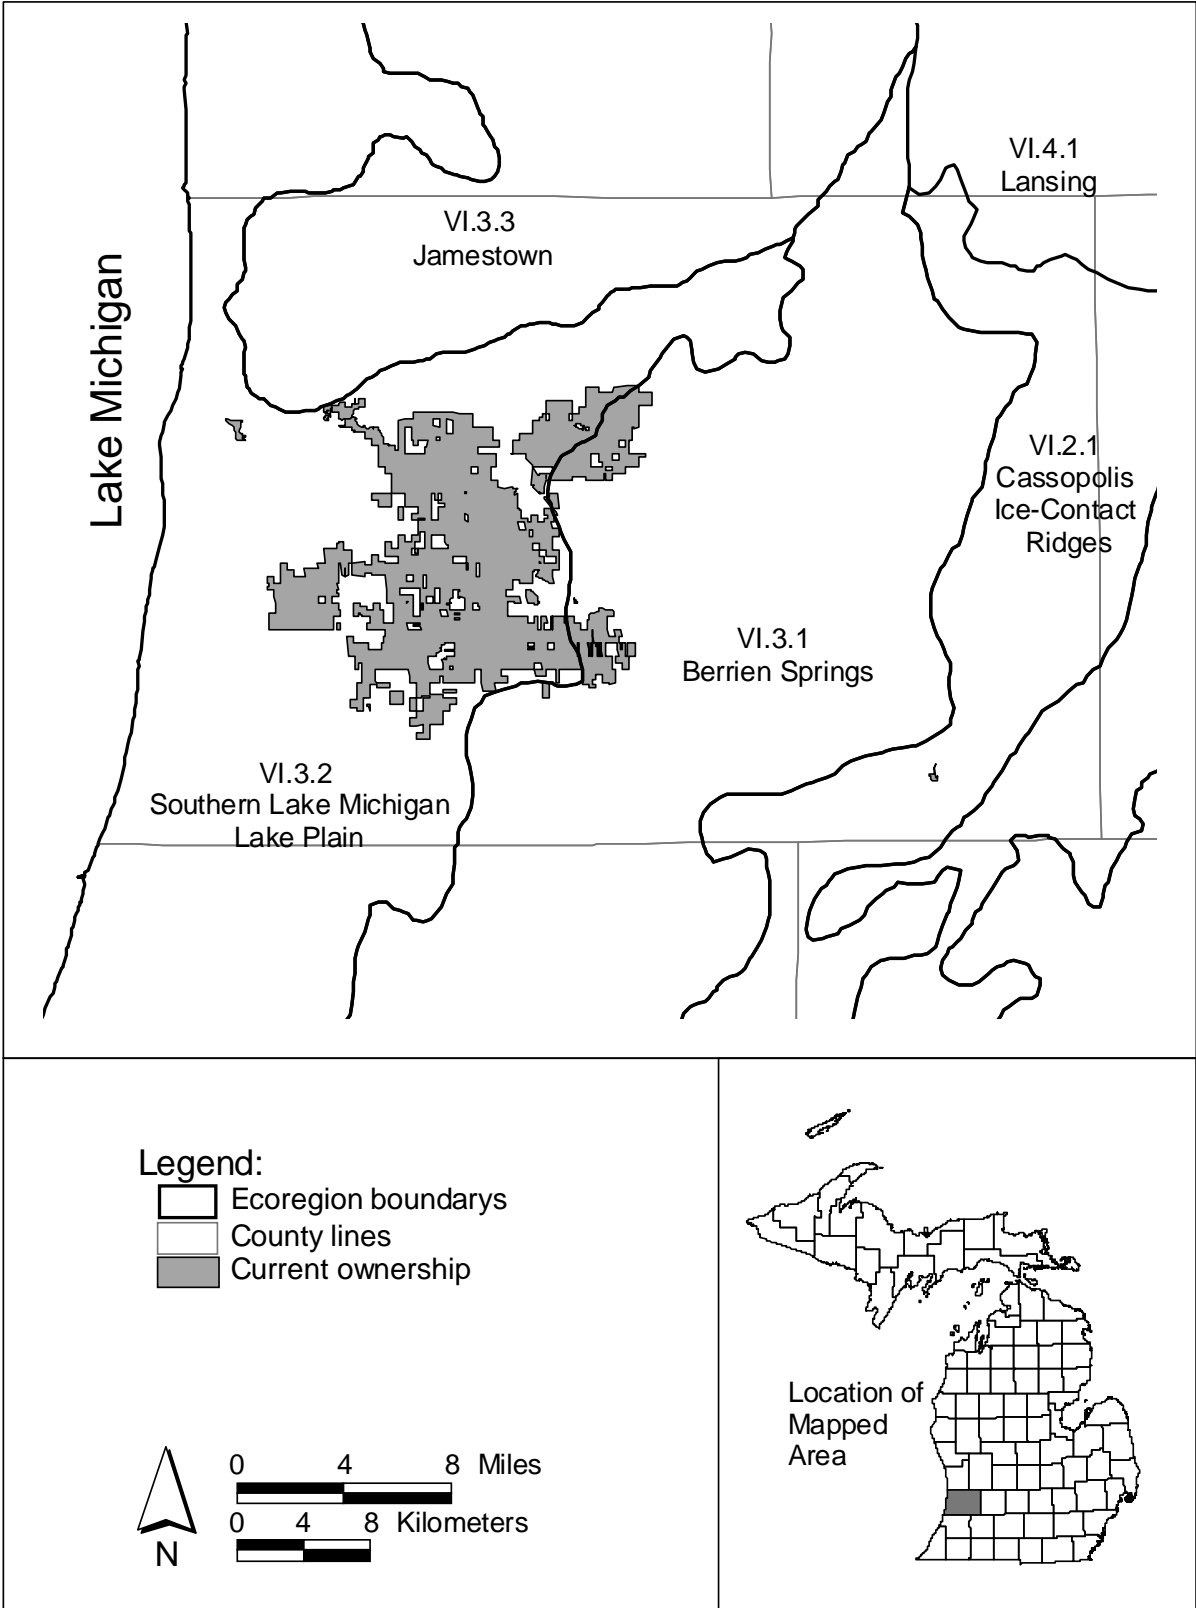 VI.4.1
Lansing
VI.3.3
Jamestown
Lake Michigan
VI.2.1
Cassopolis
Ice-Contact
Ridges
VI.3.1
Berrien Springs
VI.3.2
Southern Lake Michigan
Lake Plain
Legend:
Ecoregion boundarys
County lines
Current ownership
Location of
Mapped
Area
0 4 8 Miles
0 4 8 Kilometers
N